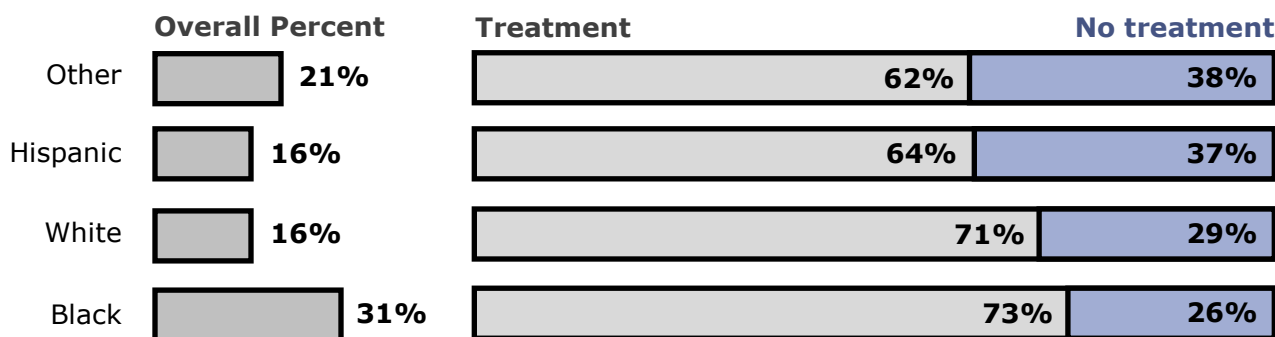 Overall Percent Treatment No treatment
Other 21% 62% 38%
Hispanic 16% 64% 37%
White 16% 71% 29%
Black 31% 73% 26%